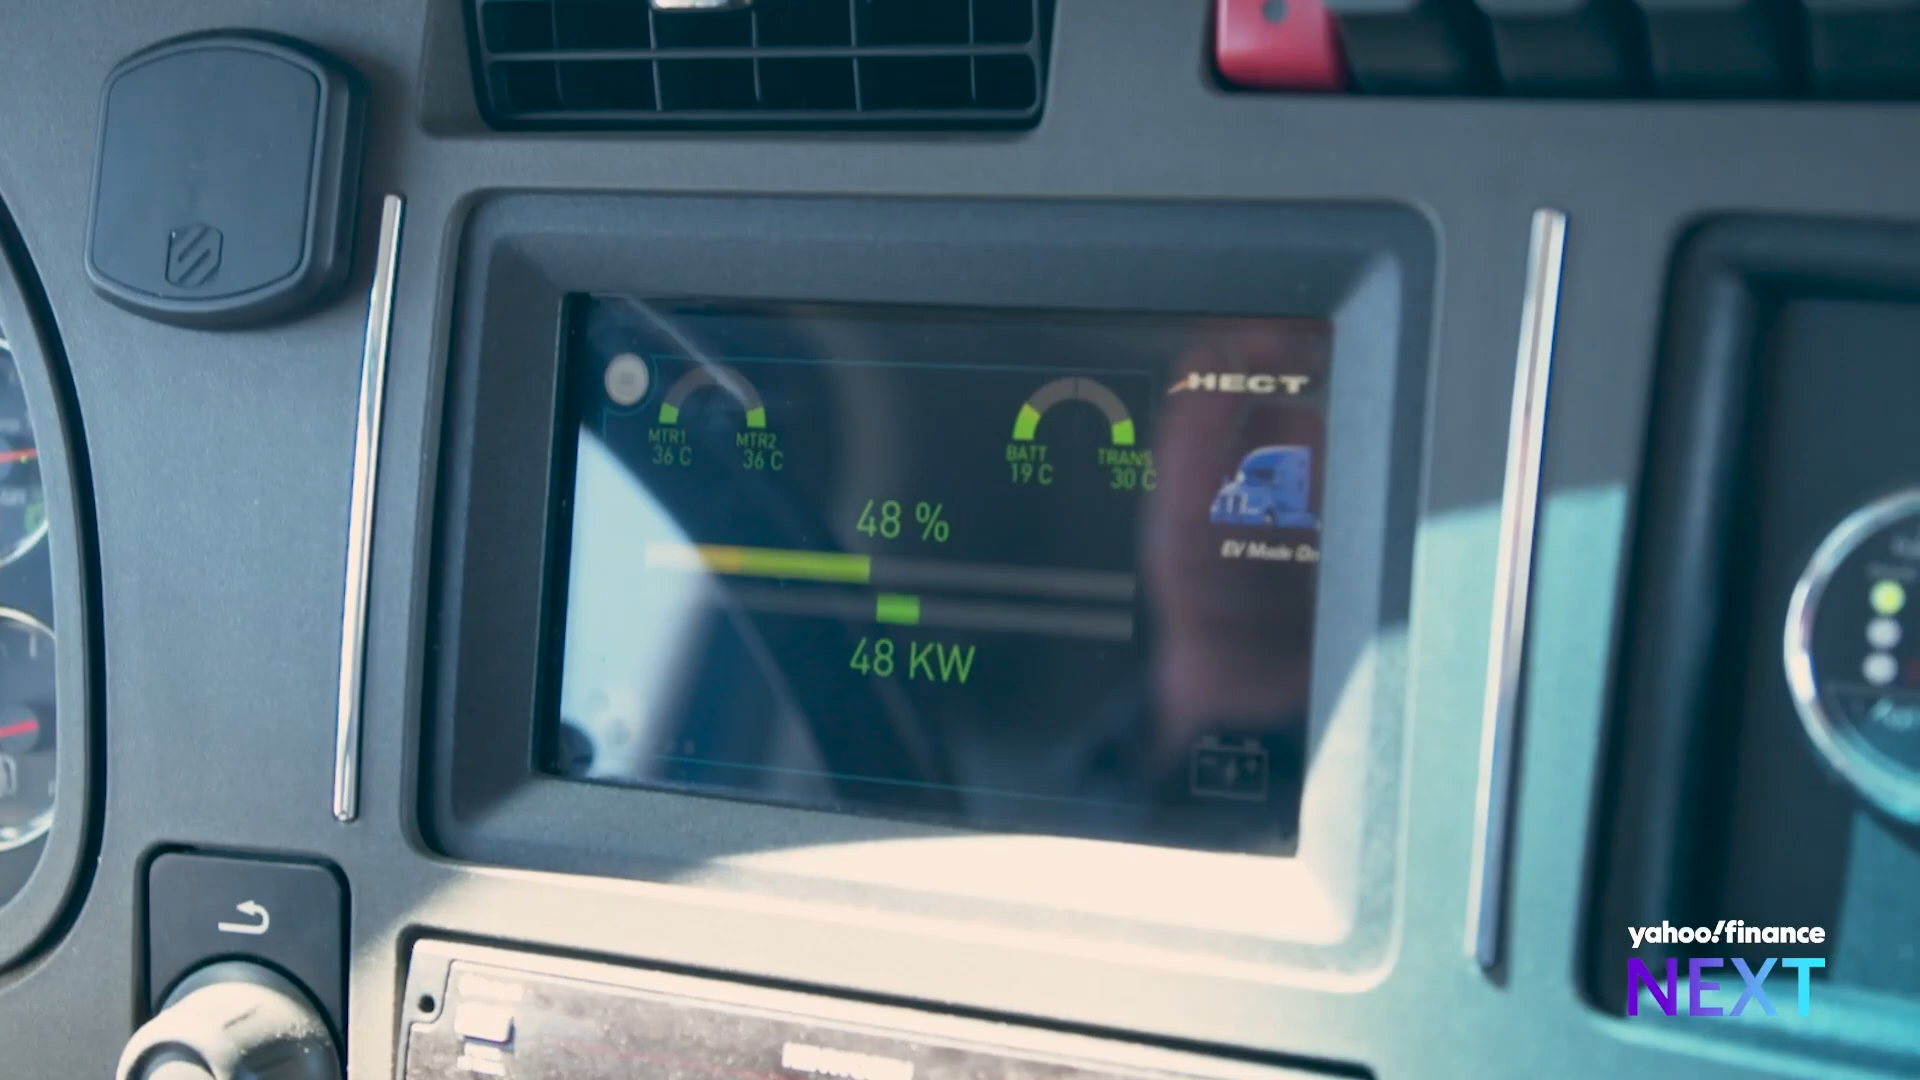 HECT
MTR1
36 C
MTR2
36 C
BATT
19 C
TRANS
30 C
48 %
EV Mode On
48 KW
yahoo!finance
NEXT